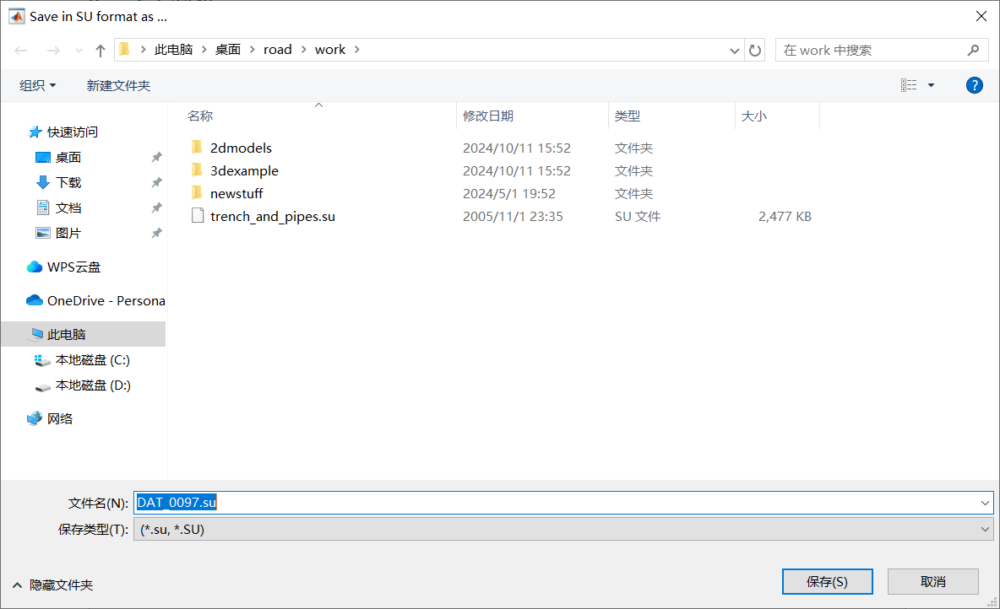 Save in SU format as ...
此电脑 桌面 road work
在 work 中搜索
组织 新建文件夹
名称 修改日期 类型 大小
快速访问
桌面
下载
文档
图片
WPS云盘
OneDrive - Persona
此电脑
本地磁盘 (C:)
本地磁盘 (D:)
网络
2dmodels 2024/10/11 15:52 文件夹
3dexample 2024/10/11 15:52 文件夹
newstuff 2024/5/1 19:52 文件夹
trench_and_pipes.su 2005/11/1 23:35 SU 文件 2,477 KB
文件名(N): DAT_0097.su
保存类型(T): (*.su, *.SU)
隐藏文件夹
保存(S) 取消